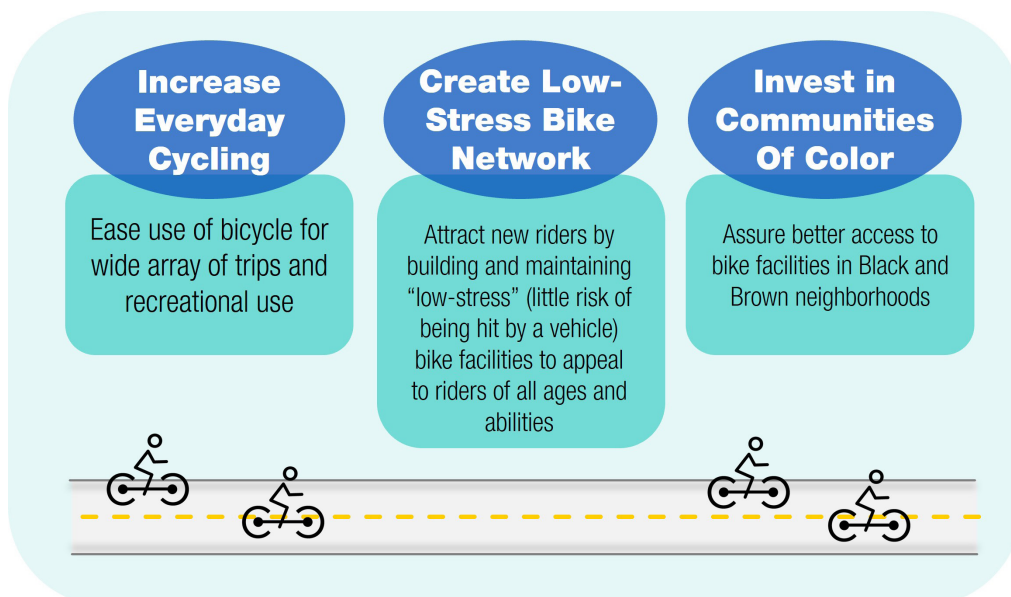 Increase
Everyday
Cycling
Ease use of bicycle for
wide array of trips and
recreational use
Create Low-
Stress Bike
Network
Attract new riders by
building and maintaining
“low-stress” (little risk of
being hit by a vehicle)
bike facilities to appeal
to riders of all ages and
abilities
Invest in
Communities
Of Color
Assure better access to
bike facilities in Black and
Brown neighborhoods